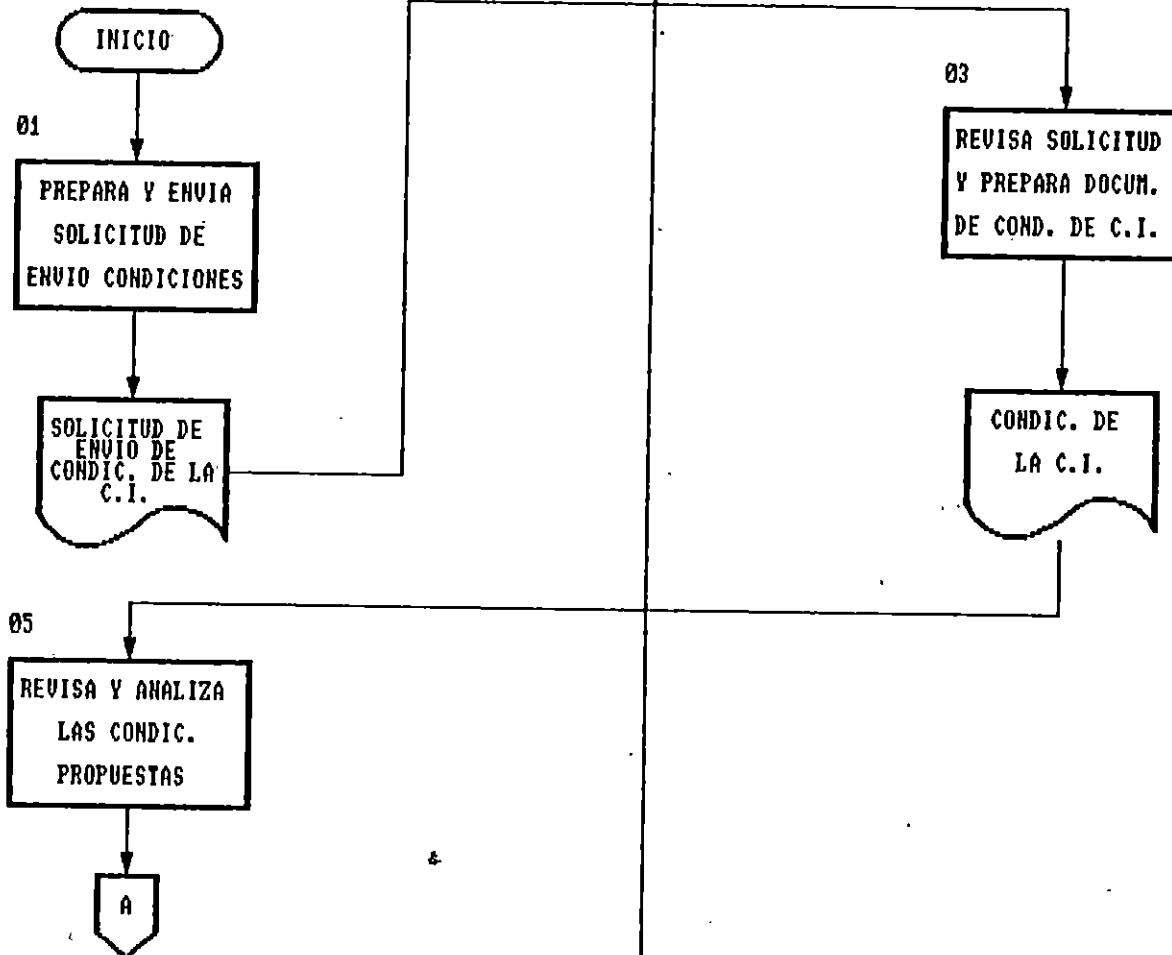 INICIO
01
PREPARA Y ENVIA
SOLICITUD DE
ENVIO CONDICIONES
SOLICITUD DE
ENVIO DE
CONDIC. DE LA
C.I.
03
REVISA SOLICITUD
Y PREPARA DOCUM.
DE COND. DE C.I.
CONDIC. DE
LA C.I.
05
REVISA Y ANALIZA
LAS CONDIC.
PROPUESTAS
A